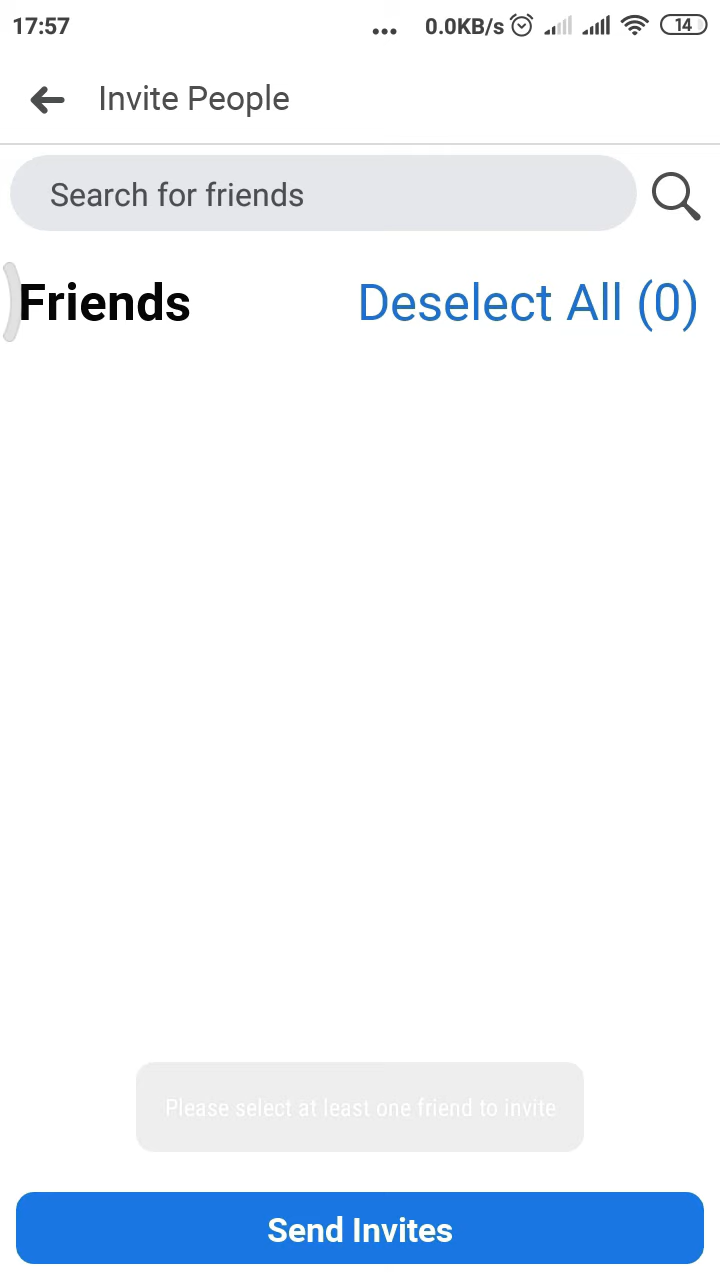 17:57 ... 0.0KB/s 14
Invite People
Search for friends
Friends Deselect All (0)
Please select at least one friend to invite
Send Invites